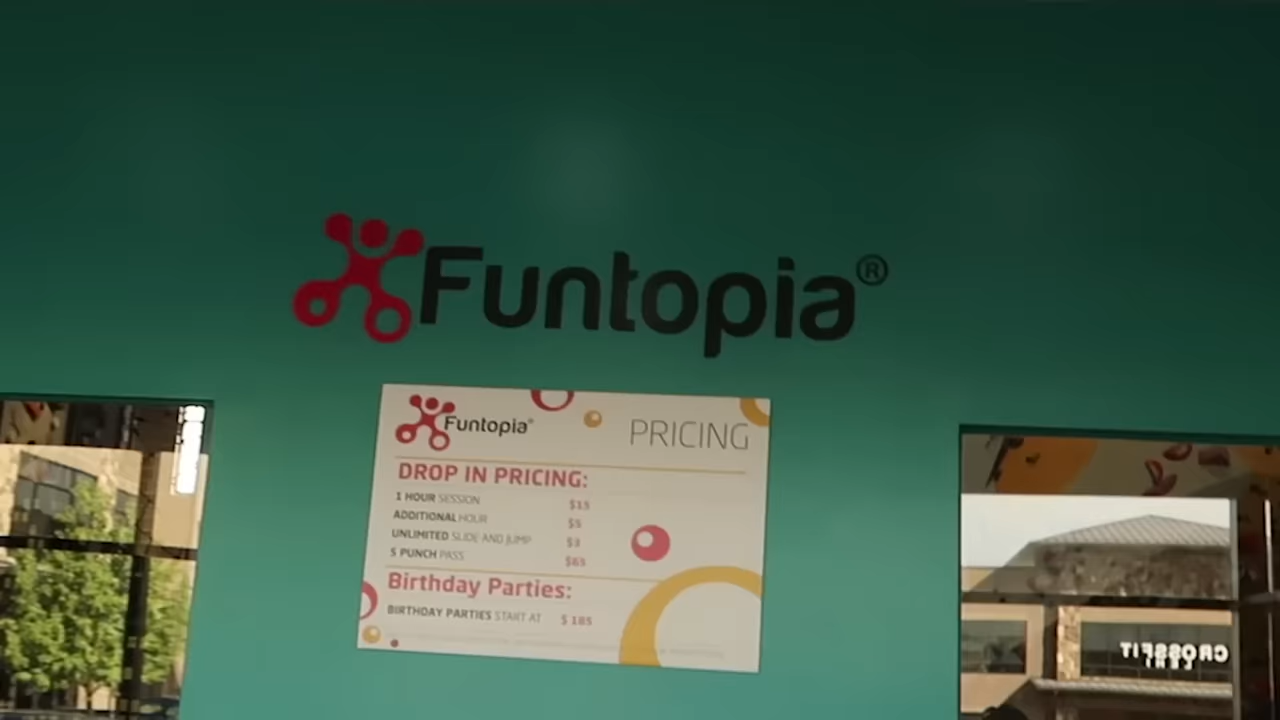 Funtopia®
Funtopia®
PRICING
DROP IN PRICING:
1 HOUR SESSION $15
ADDITIONAL HOUR $5
UNLIMITED SLIDE AND JUMP $3
5 PUNCH PASS $65
Birthday Parties:
BIRTHDAY PARTIES START AT $ 185
CROSSFIT
LEHI